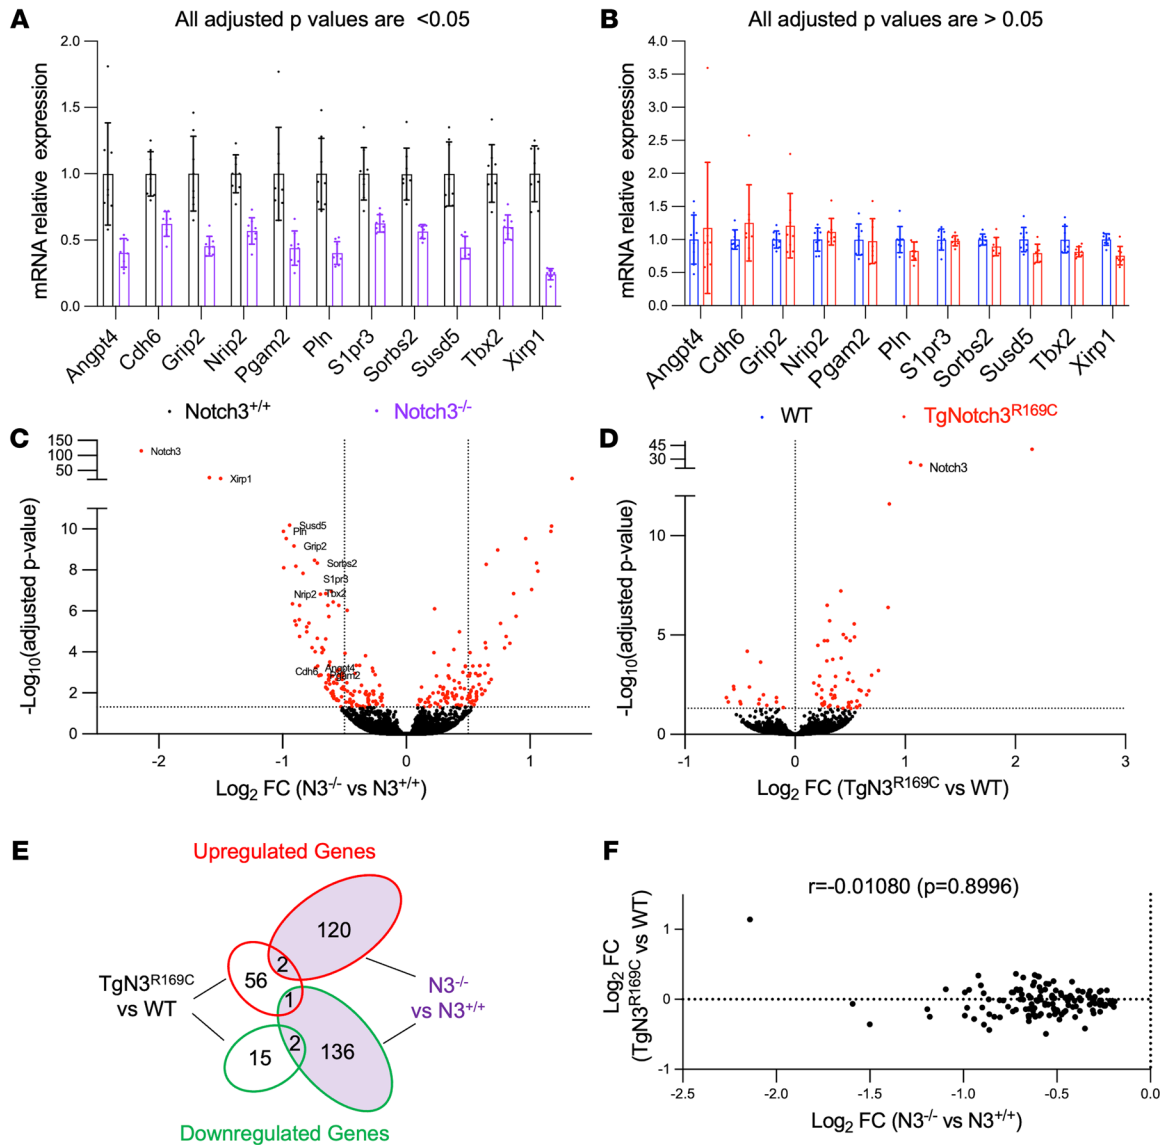 A
All adjusted p values are <0.05
mRNA relative expression
2.0
1.5
1.0
0.5
0.0
Angpt4
Cdh6
Grip2
Nrip2
Pgam2
Pln
S1pr3
Sorbs2
Susd5
Tbx2
Xirp1
Notch3+/+
Notch3-/-
B
All adjusted p values are > 0.05
mRNA relative expression
4.0
3.5
3.0
2.5
2.0
1.5
1.0
0.5
0.0
Angpt4
Cdh6
Grip2
Nrip2
Pgam2
Pln
S1pr3
Sorbs2
Susd5
Tbx2
Xirp1
WT
TgNotch3R169C
C
-Log10(adjusted p-value)
150
100
50
10
8
6
4
2
0
Notch3
Xirp1
Susd5
Pln
Grip2
Sorbs2
S1pr3
Nrip2
Tbx2
Angpt4
Cdh6
Pgam2
-2
-1
0
1
Log2 FC (N3-/- vs N3+/+)
D
-Log10(adjusted p-value)
45
30
10
5
0
Notch3
-1
0
1
2
3
Log2 FC (TgN3R169C vs WT)
E
Upregulated Genes
120
2
56
1
TgN3R169C
vs WT
N3-/-
vs N3+/+
15
2
136
Downregulated Genes
F
r=-0.01080 (p=0.8996)
Log2 FC
(TgN3R169C vs WT)
1
0
-1
-2.5
-2.0
-1.5
-1.0
-0.5
0.0
Log2 FC (N3-/- vs N3+/+)